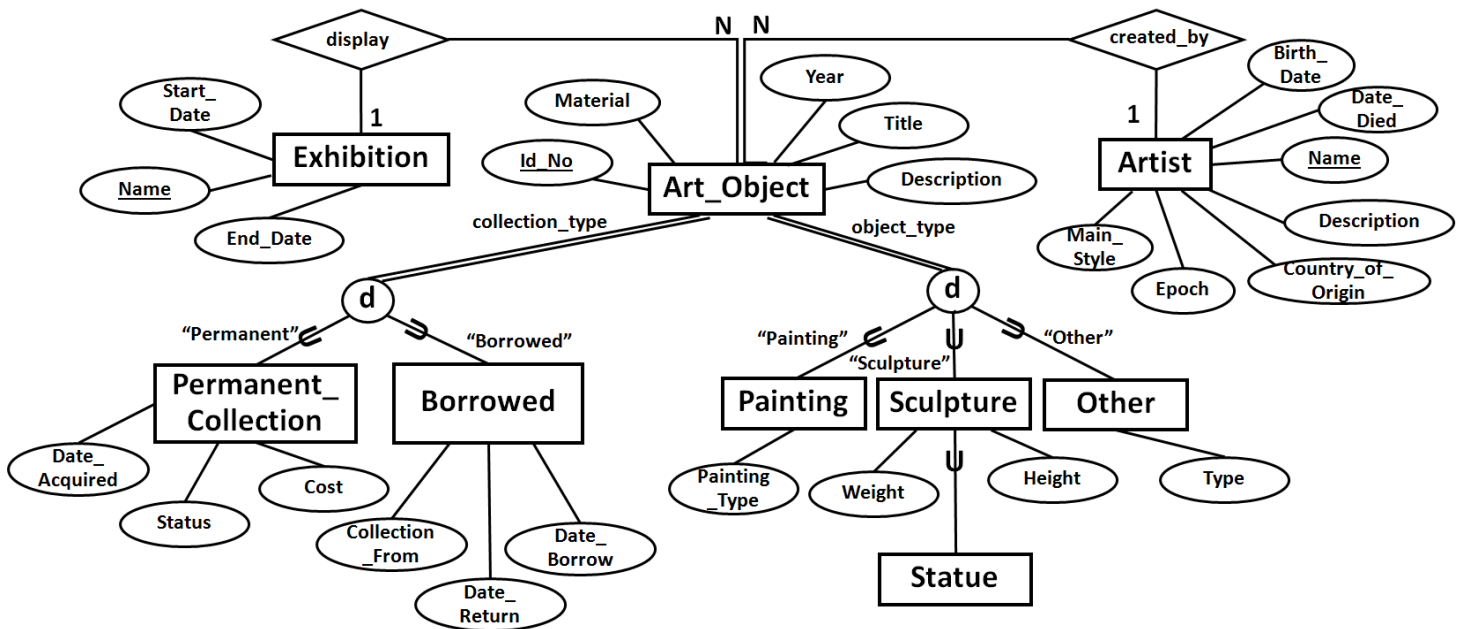 N
N
display
created_by
Birth_
Date
Year
Start_
Date
Material
Date_
Died
1
1
Title
Exhibition
Id_No
Artist
Name
Name
Art_Object
Description
collection_type
object_type
Description
End_Date
Main_
Style
Epoch
Country_of_
Origin
d
d
“Permanent”
“Borrowed”
“Painting”
“Sculpture”
“Other”
Permanent_
Collection
Borrowed
Painting
Sculpture
Other
Date_
Acquired
Status
Cost
Collection
_From
Date_
Return
Date_
Borrow
Painting
_Type
Weight
Height
Type
Statue